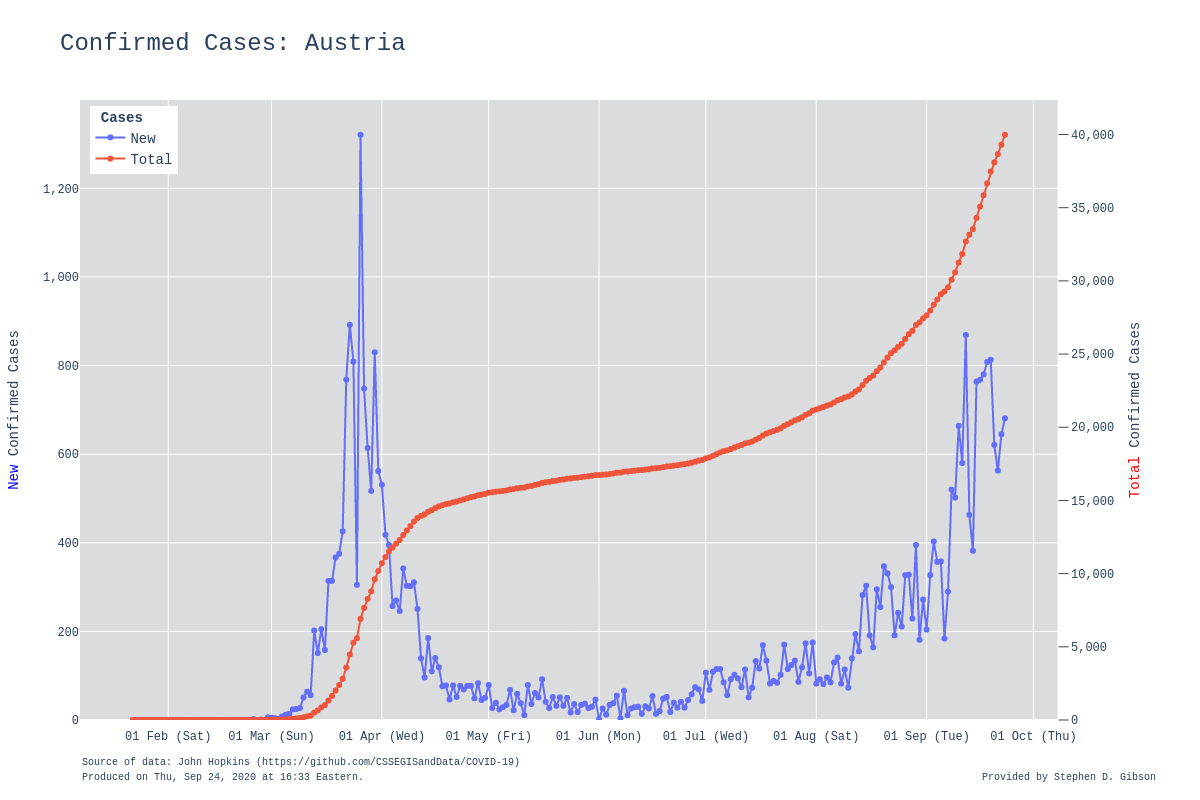 Confirmed Cases: Austria
Cases
New
Total
1,200
1,000
800
600
400
200
0
New Confirmed Cases
40,000
35,000
30,000
25,000
20,000
15,000
10,000
5,000
0
Total Confirmed Cases
01 Feb (Sat) 01 Mar (Sun) 01 Apr (Wed) 01 May (Fri) 01 Jun (Mon) 01 Jul (Wed) 01 Aug (Sat) 01 Sep (Tue) 01 Oct (Thu)
Source of data: John Hopkins (https://github.com/CSSEGISandData/COVID-19)
Produced on Thu, Sep 24, 2020 at 16:33 Eastern.
Provided by Stephen D. Gibson